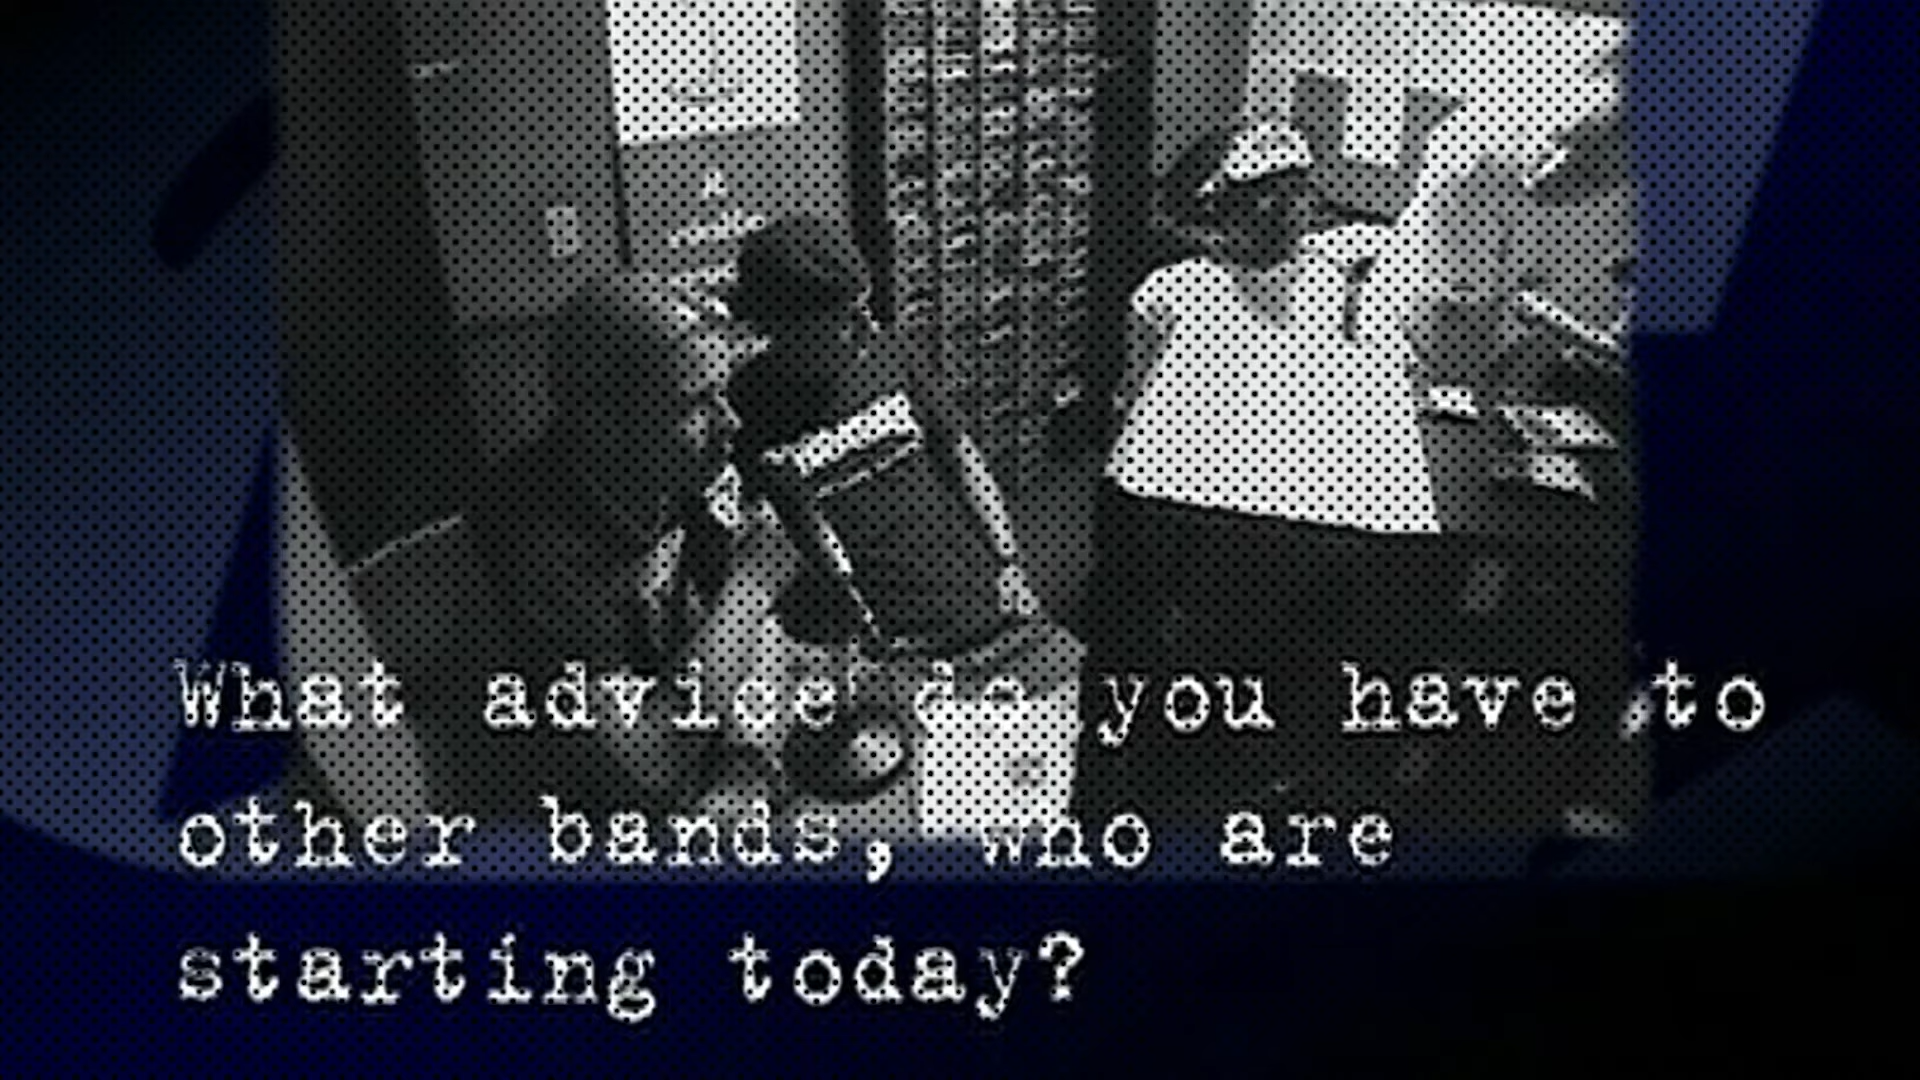 What advice do you have to
other bands, who are
starting today?